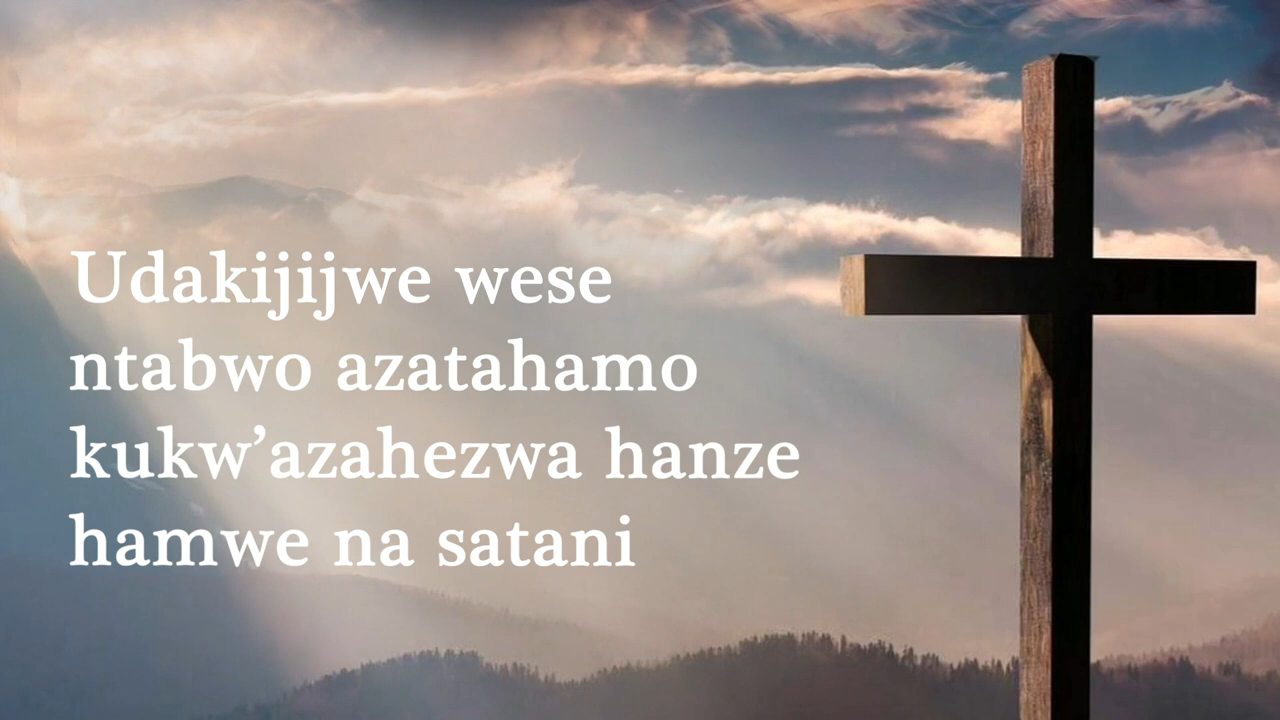 Udakijijwe wese
ntabwo azatahamo
kukw’azahezwa hanze
hamwe na satani